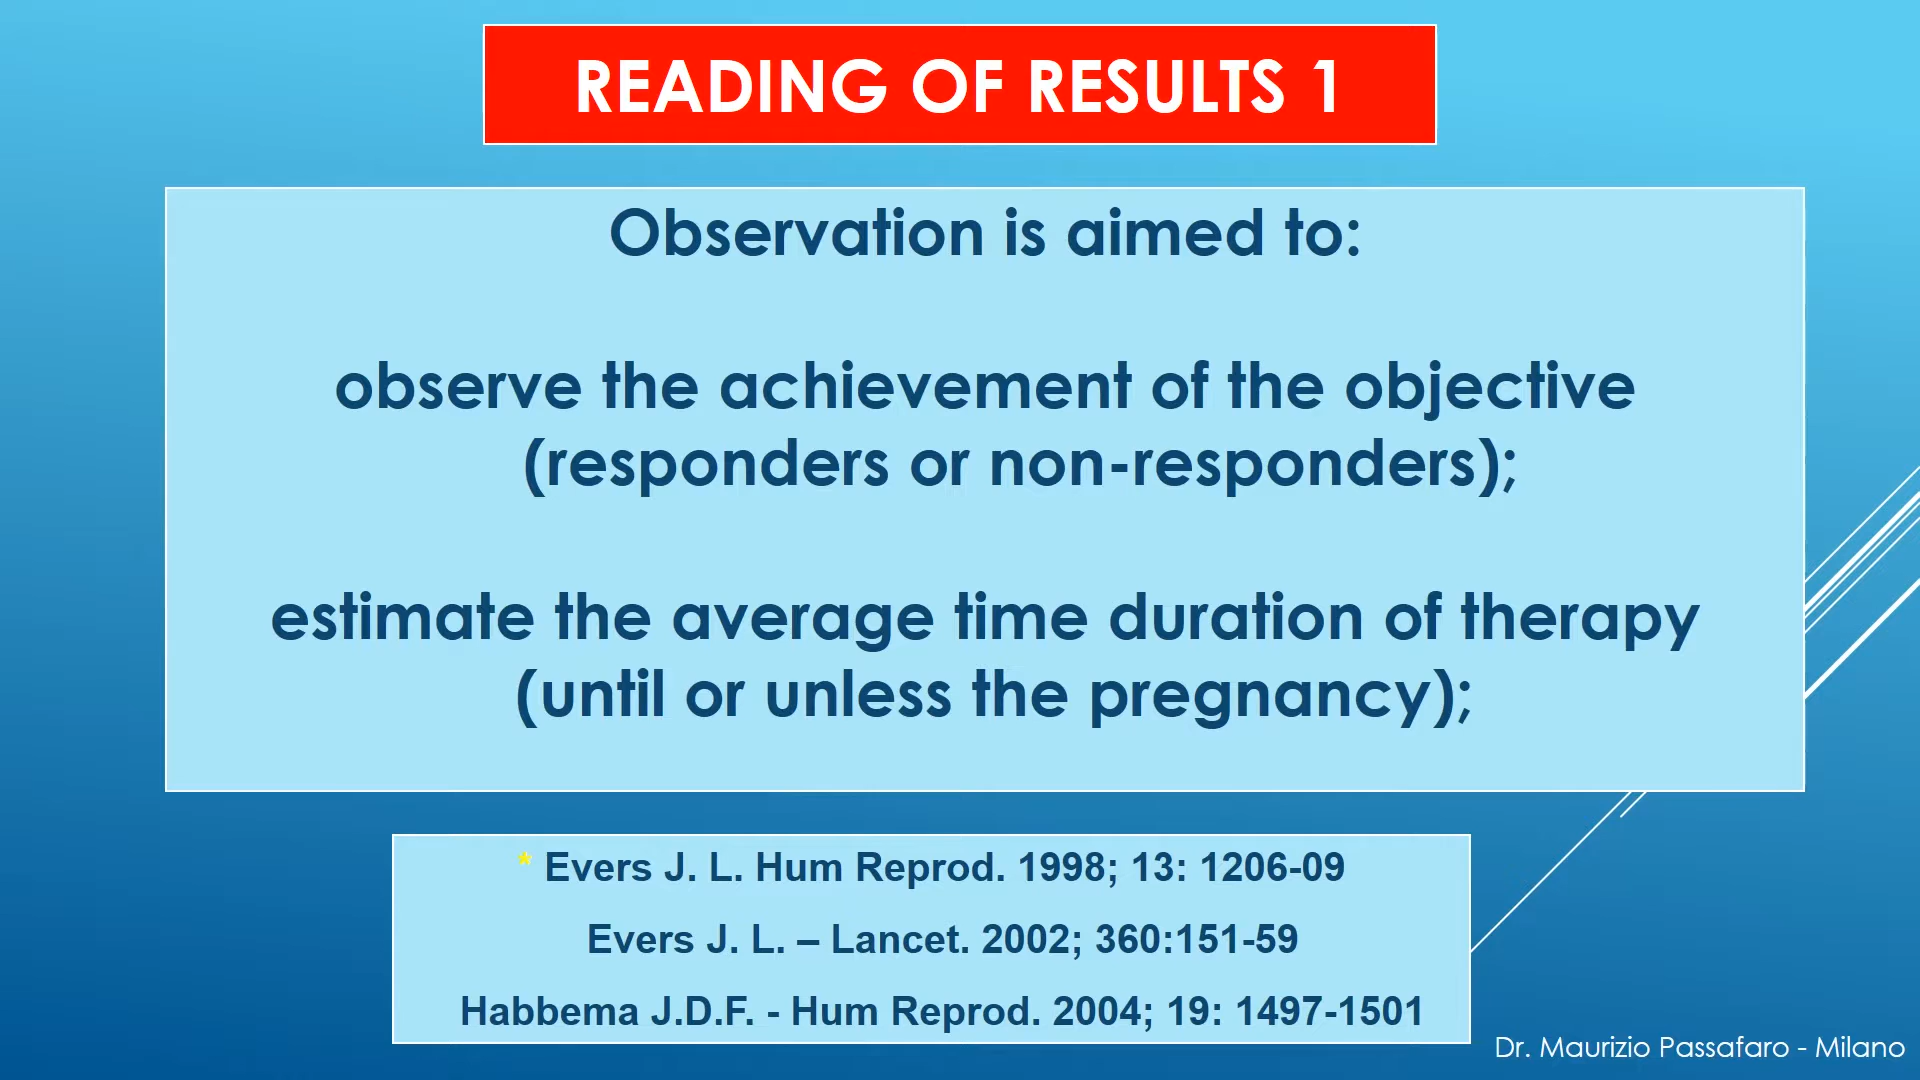 READING OF RESULTS 1
Observation is aimed to:
observe the achievement of the objective
(responders or non-responders);
estimate the average time duration of therapy
(until or unless the pregnancy);
* Evers J. L. Hum Reprod. 1998; 13: 1206-09
Evers J. L. – Lancet. 2002; 360:151-59
Habbema J.D.F. - Hum Reprod. 2004; 19: 1497-1501
Dr. Maurizio Passafaro - Milano